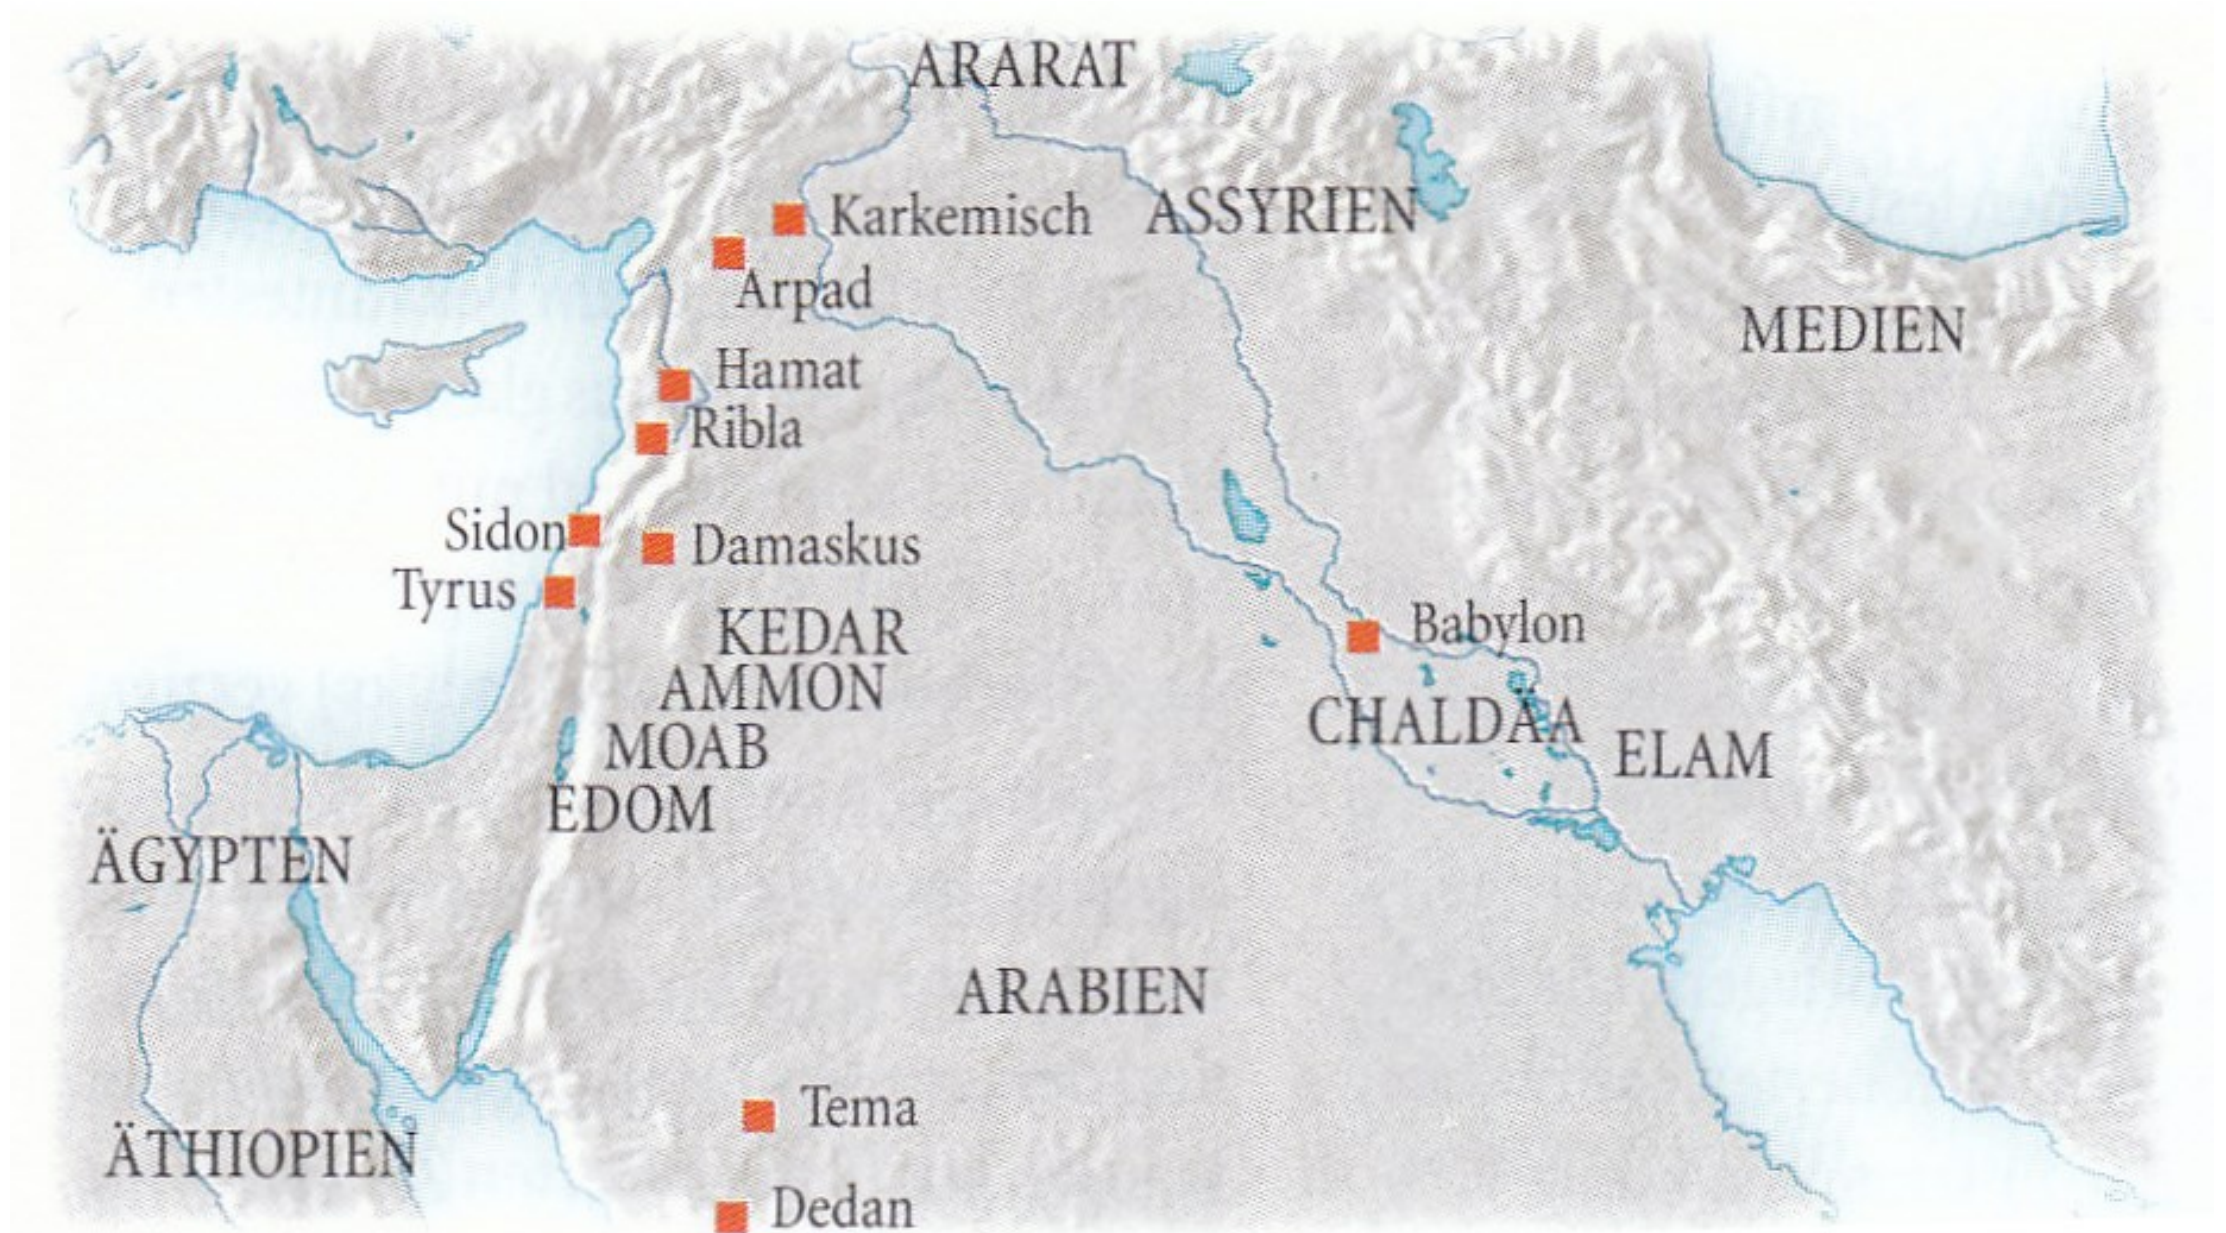 ARARAT
Karkemisch
ASSYRIEN
Arpad
MEDIEN
Hamat
Ribla
Sidon
Damaskus
Tyrus
KEDAR
Babylon
AMMON
CHALDÄA
MOAB
ELAM
EDOM
ÄGYPTEN
ARABIEN
Tema
ÄTHIOPIEN
Dedan